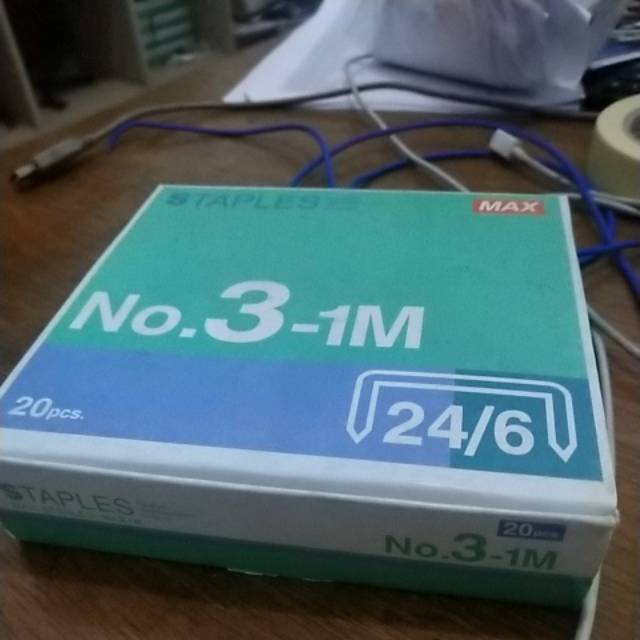 STAPLES
MAX
No.3-1M
20pcs.
24/6
STAPLES
20pcs.
No.3-1M